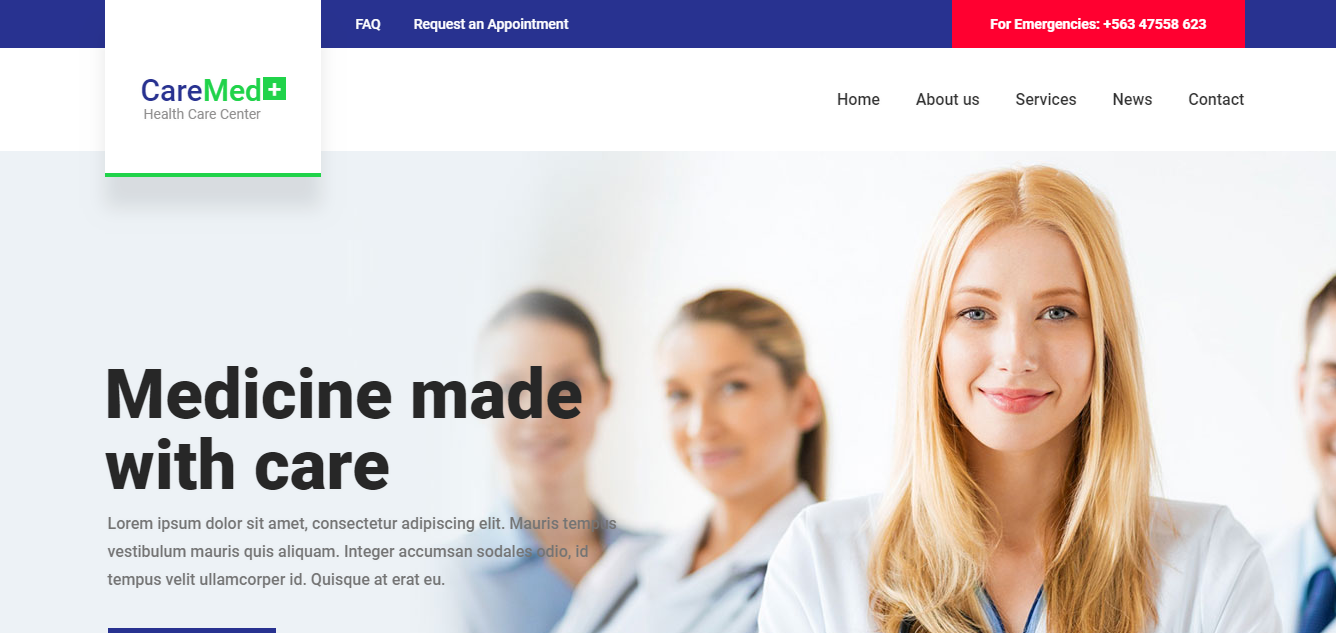 FAQ
Request an Appointment
For Emergencies: +563 47558 623
CareMed
Health Care Center
Home
About us
Services
News
Contact
Medicine made
with care
Lorem ipsum dolor sit amet, consectetur adipiscing elit. Mauris tempus
vestibulum mauris quis aliquam. Integer accumsan sodales odio, id
tempus velit ullamcorper id. Quisque at erat eu.